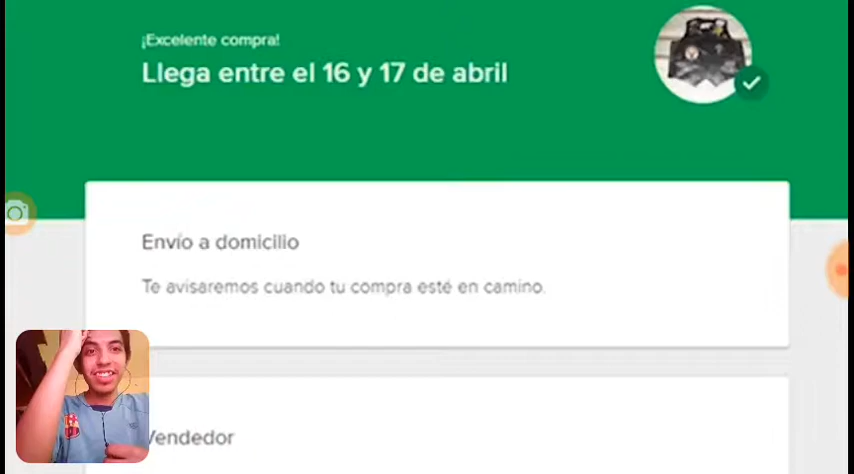 ¡Excelente compra!
Llega entre el 16 y 17 de abril
Envío a domicilio
Te avisaremos cuando tu compra esté en camino.
Vendedor